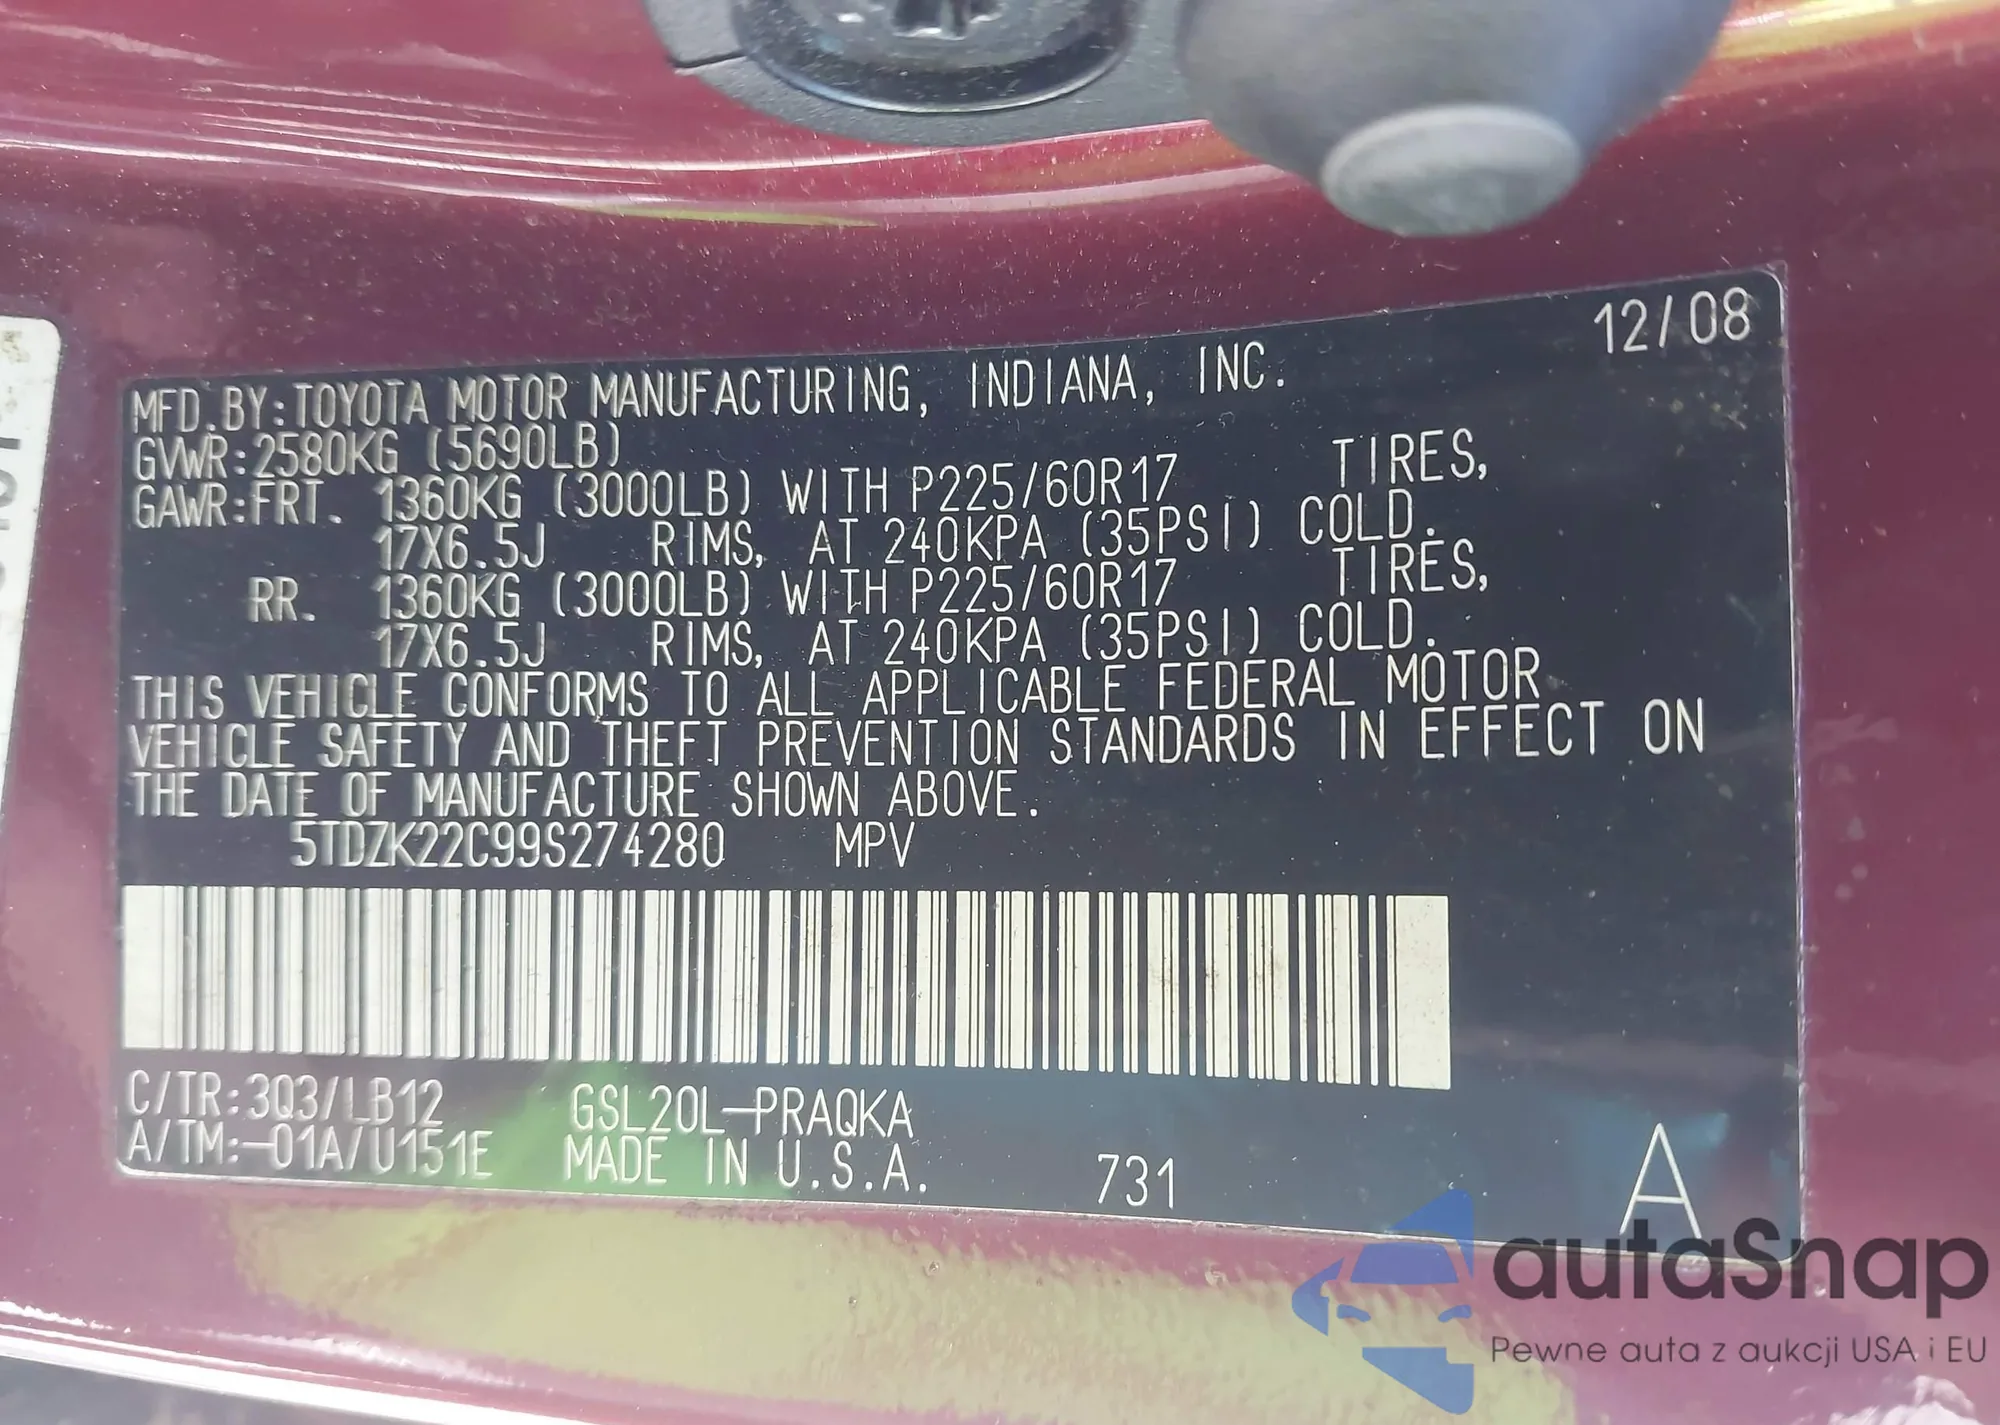 12/08
MFD.BY:TOYOTA MOTOR MANUFACTURING, INDIANA, INC.
GVWR:2580KG (5690LB)
GAWR:FRT. 1360KG (3000LB) WITH P225/60R17 TIRES,
17X6.5J RIMS, AT 240KPA (35PSI) COLD.
RR. 1360KG (3000LB) WITH P225/60R17 TIRES,
17X6.5J RIMS, AT 240KPA (35PSI) COLD.
THIS VEHICLE CONFORMS TO ALL APPLICABLE FEDERAL MOTOR
VEHICLE SAFETY AND THEFT PREVENTION STANDARDS IN EFFECT ON
THE DATE OF MANUFACTURE SHOWN ABOVE.
5TDZK22C99S274280 MPV
C/TR:3Q3/LB12 GSL20L-PRAQKA
A/TM:-01A/U151E MADE IN U.S.A. 731 A
autoSnap
Pewne auta z aukcji USA i EU